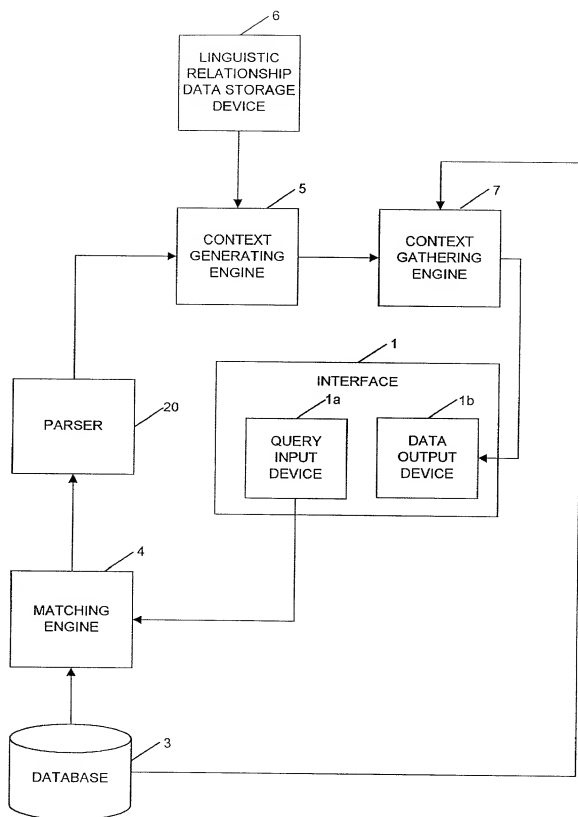 6
LINGUISTIC
RELATIONSHIP
DATA STORAGE
DEVICE
5
CONTEXT
GENERATING
ENGINE
7
CONTEXT
GATHERING
ENGINE
1
INTERFACE
1a
QUERY
INPUT
DEVICE
1b
DATA
OUTPUT
DEVICE
PARSER
20
4
MATCHING
ENGINE
3
DATABASE